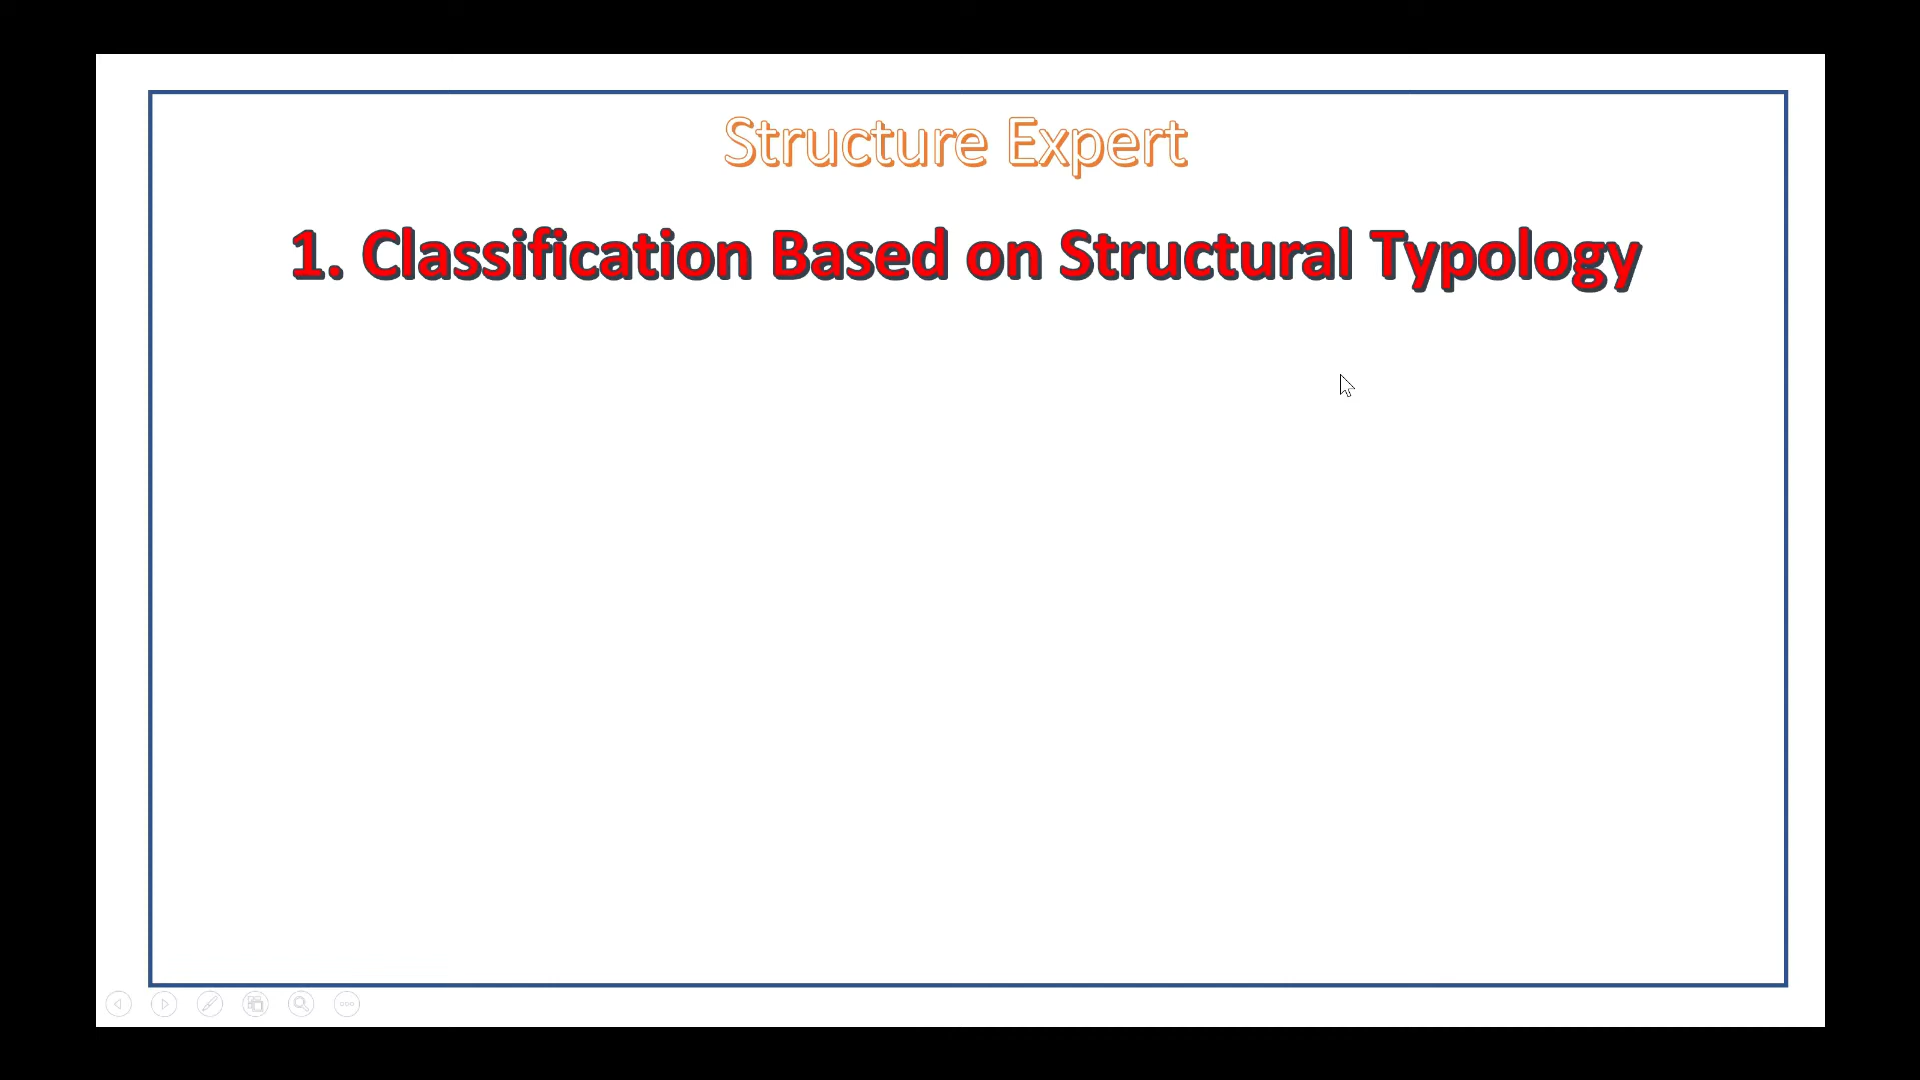 Structure Expert
1. Classification Based on Structural Typology